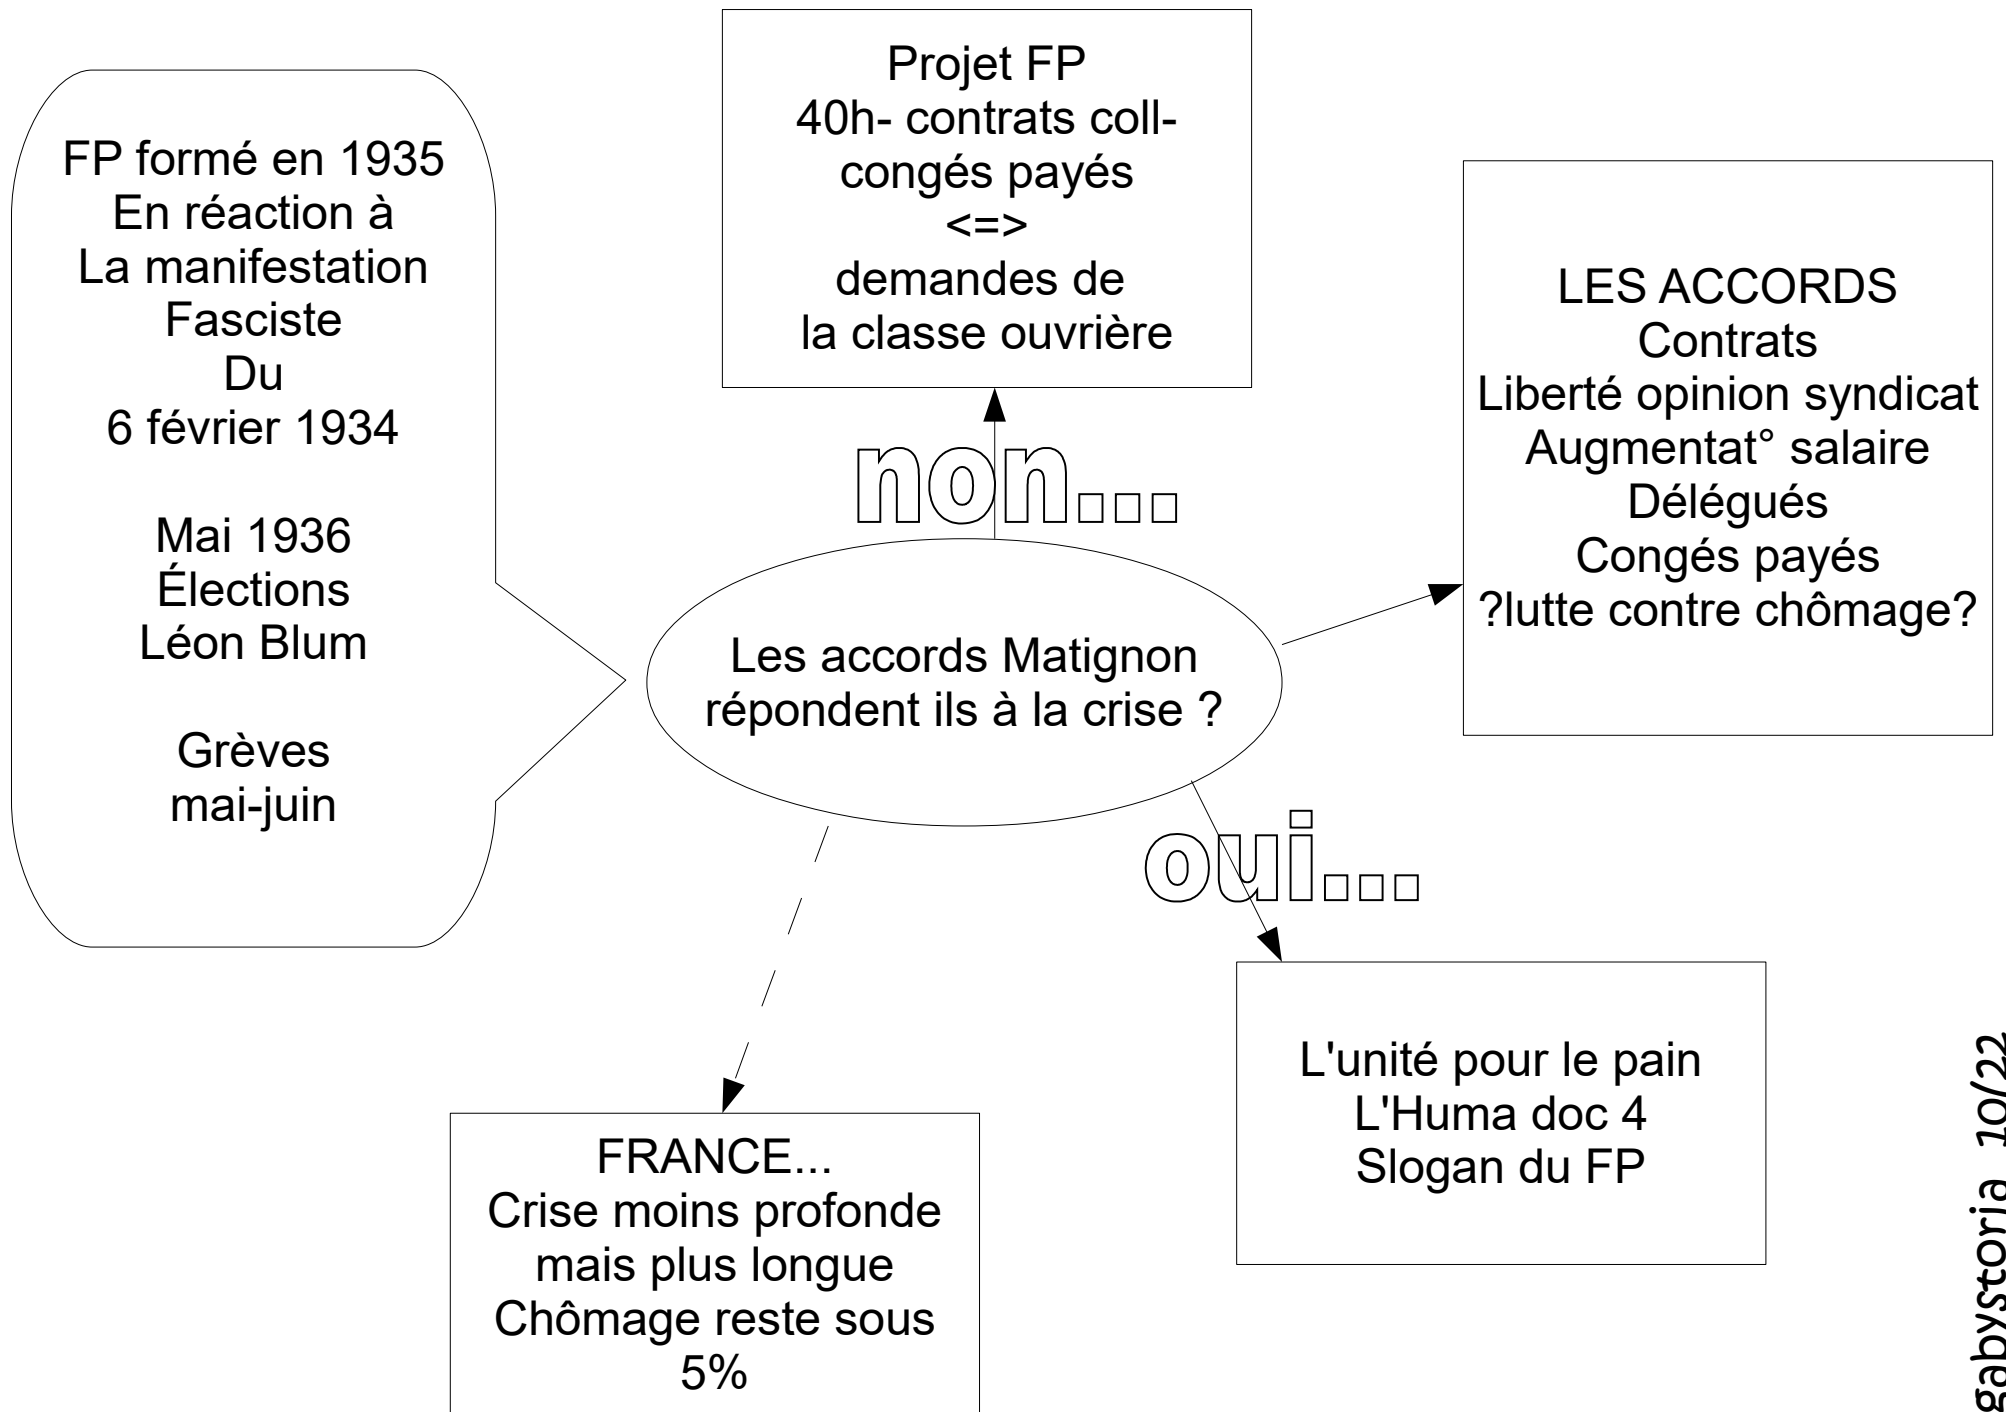 FP formé en 1935
En réaction à
La manifestation
Fasciste
Du
6 février 1934
Mai 1936
Élections
Léon Blum
Grèves
mai-juin
Projet FP
40h- contrats coll-
congés payés
<=>
demandes de
la classe ouvrière
non...
Les accords Matignon
répondent ils à la crise ?
LES ACCORDS
Contrats
Liberté opinion syndicat
Augmentat° salaire
Délégués
Congés payés
?lutte contre chômage?
oui...
L'unité pour le pain
L'Huma doc 4
Slogan du FP
FRANCE...
Crise moins profonde
mais plus longue
Chômage reste sous
5%
gabystoria 10/22